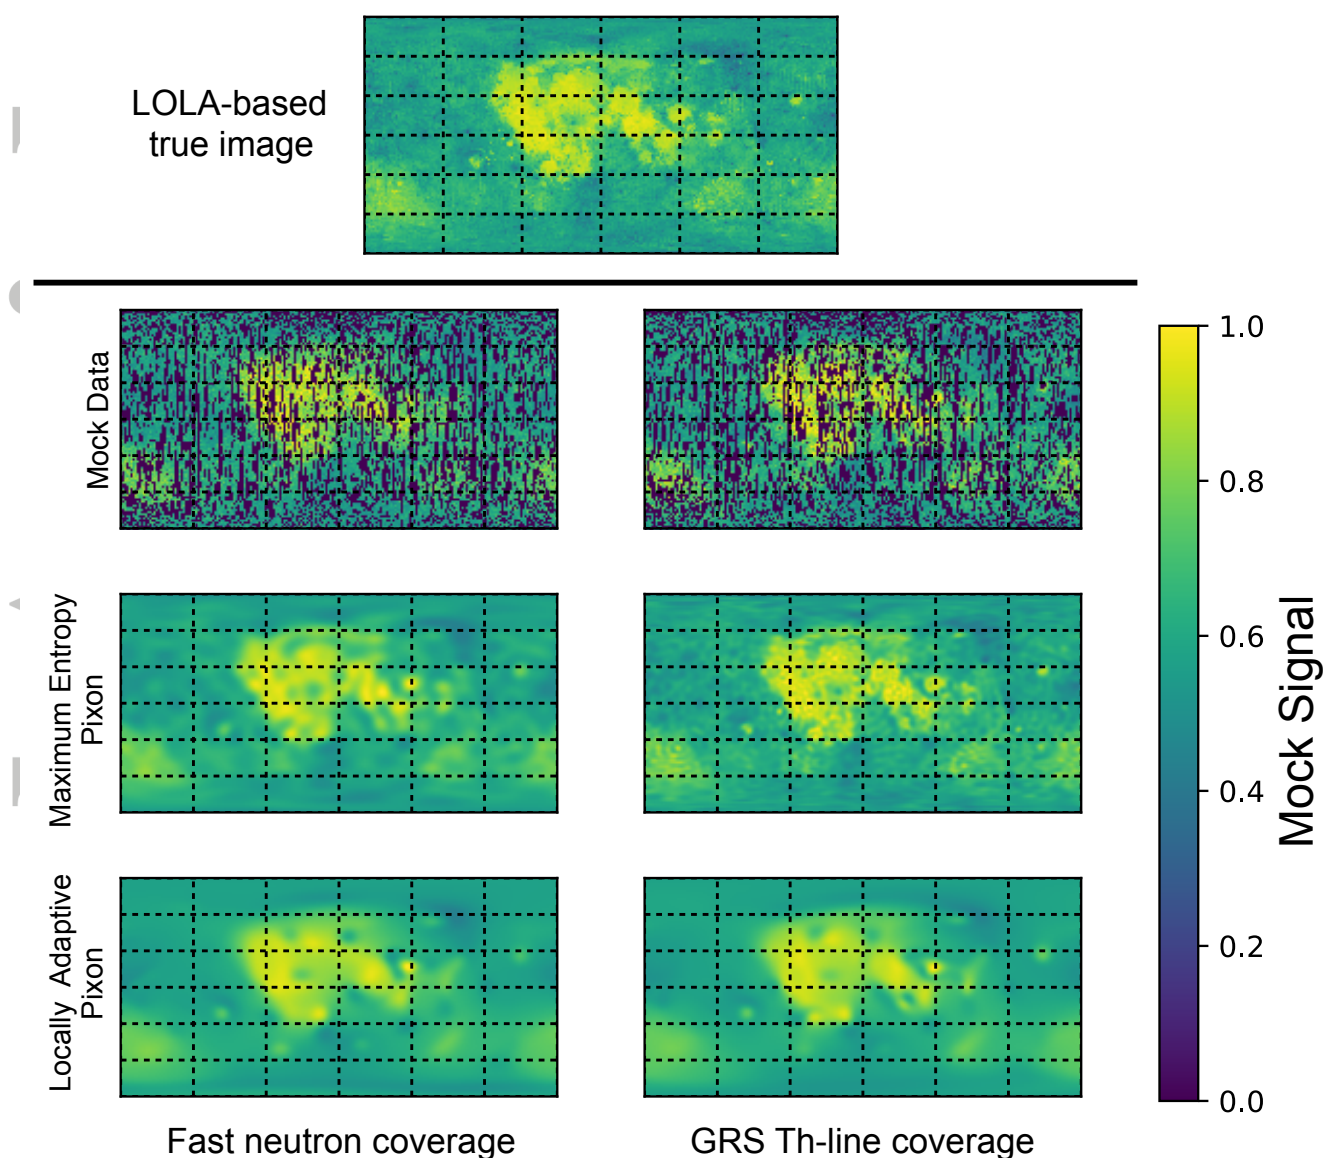 LOLA-based
true image
Mock Data
Maximum Entropy
Pixon
Locally Adaptive
Pixon
Fast neutron coverage
GRS Th-line coverage
1.0
0.8
0.6
0.4
0.2
0.0
Mock Signal